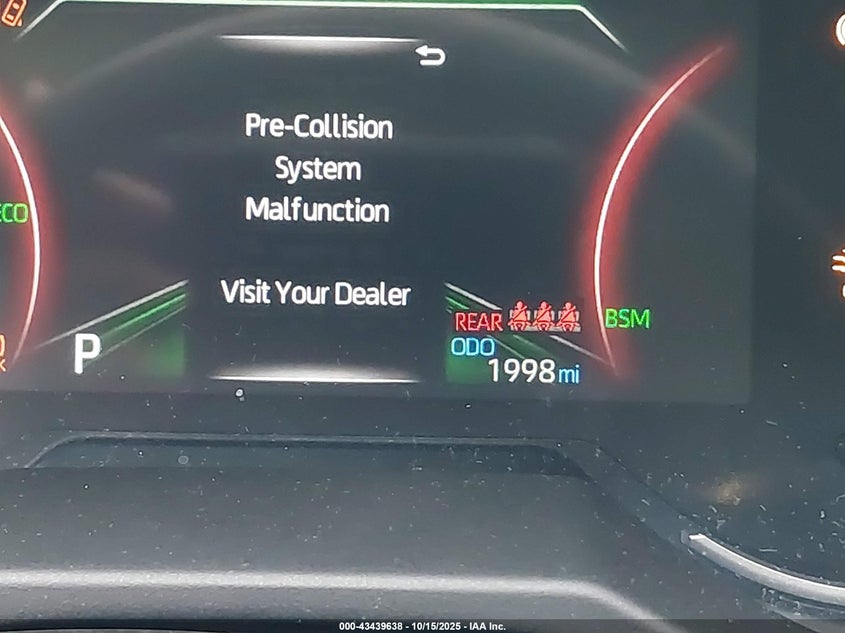 Pre-Collision
System
Malfunction
ECO
Visit Your Dealer
REAR
BSM
ODO
P
1998 mi
000-43439638 - 10/15/2025 - IAA Inc.